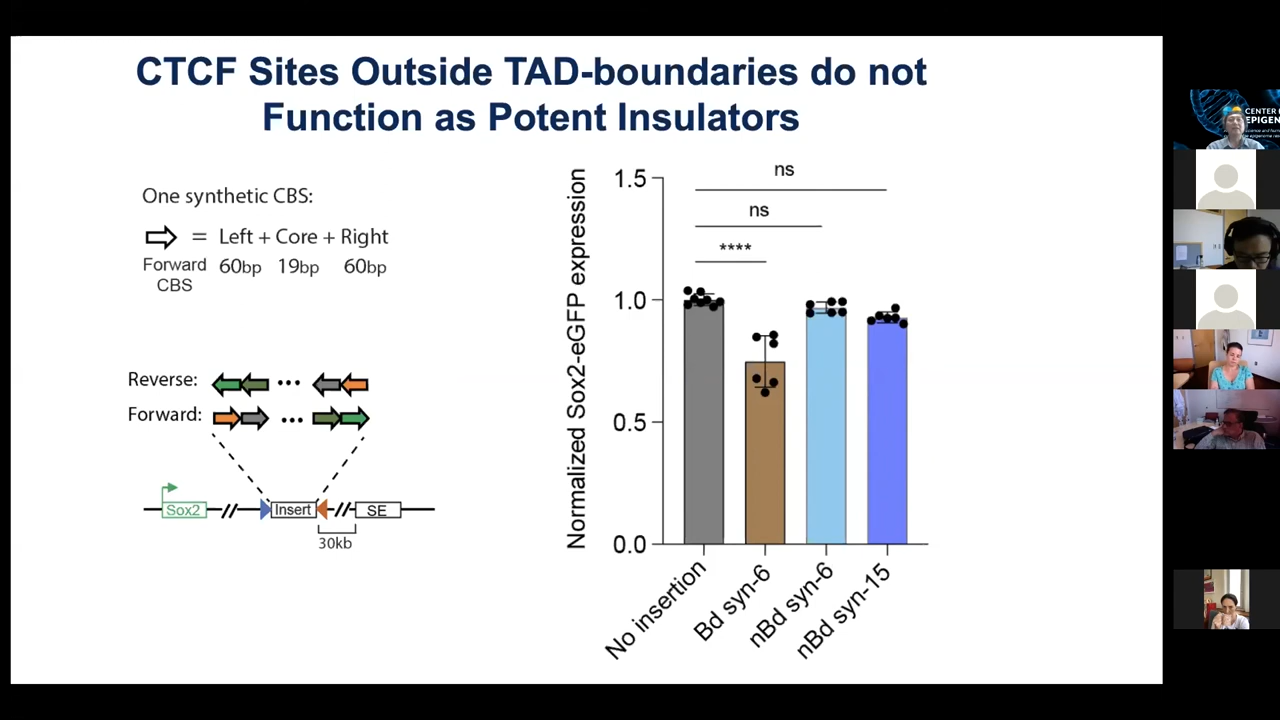 CTCF Sites Outside TAD-boundaries do not
Function as Potent Insulators
One synthetic CBS:
= Left + Core + Right
Forward 60bp 19bp 60bp
CBS
Reverse:
Forward:
Sox2 // Insert // SE
30kb
Normalized Sox2-eGFP expression
1.5
1.0
0.5
0.0
ns
ns
****
No insertion
Bd syn-6
nBd syn-6
nBd syn-15
CENTER
EPIGEN